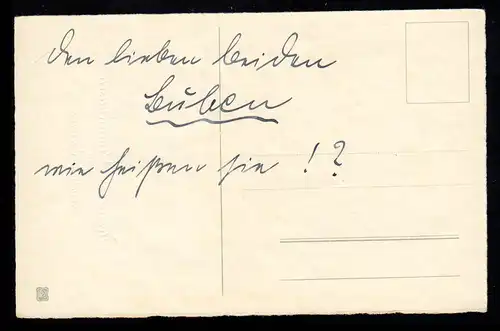 den lieben beiden
Buben
wie heißen sie !?